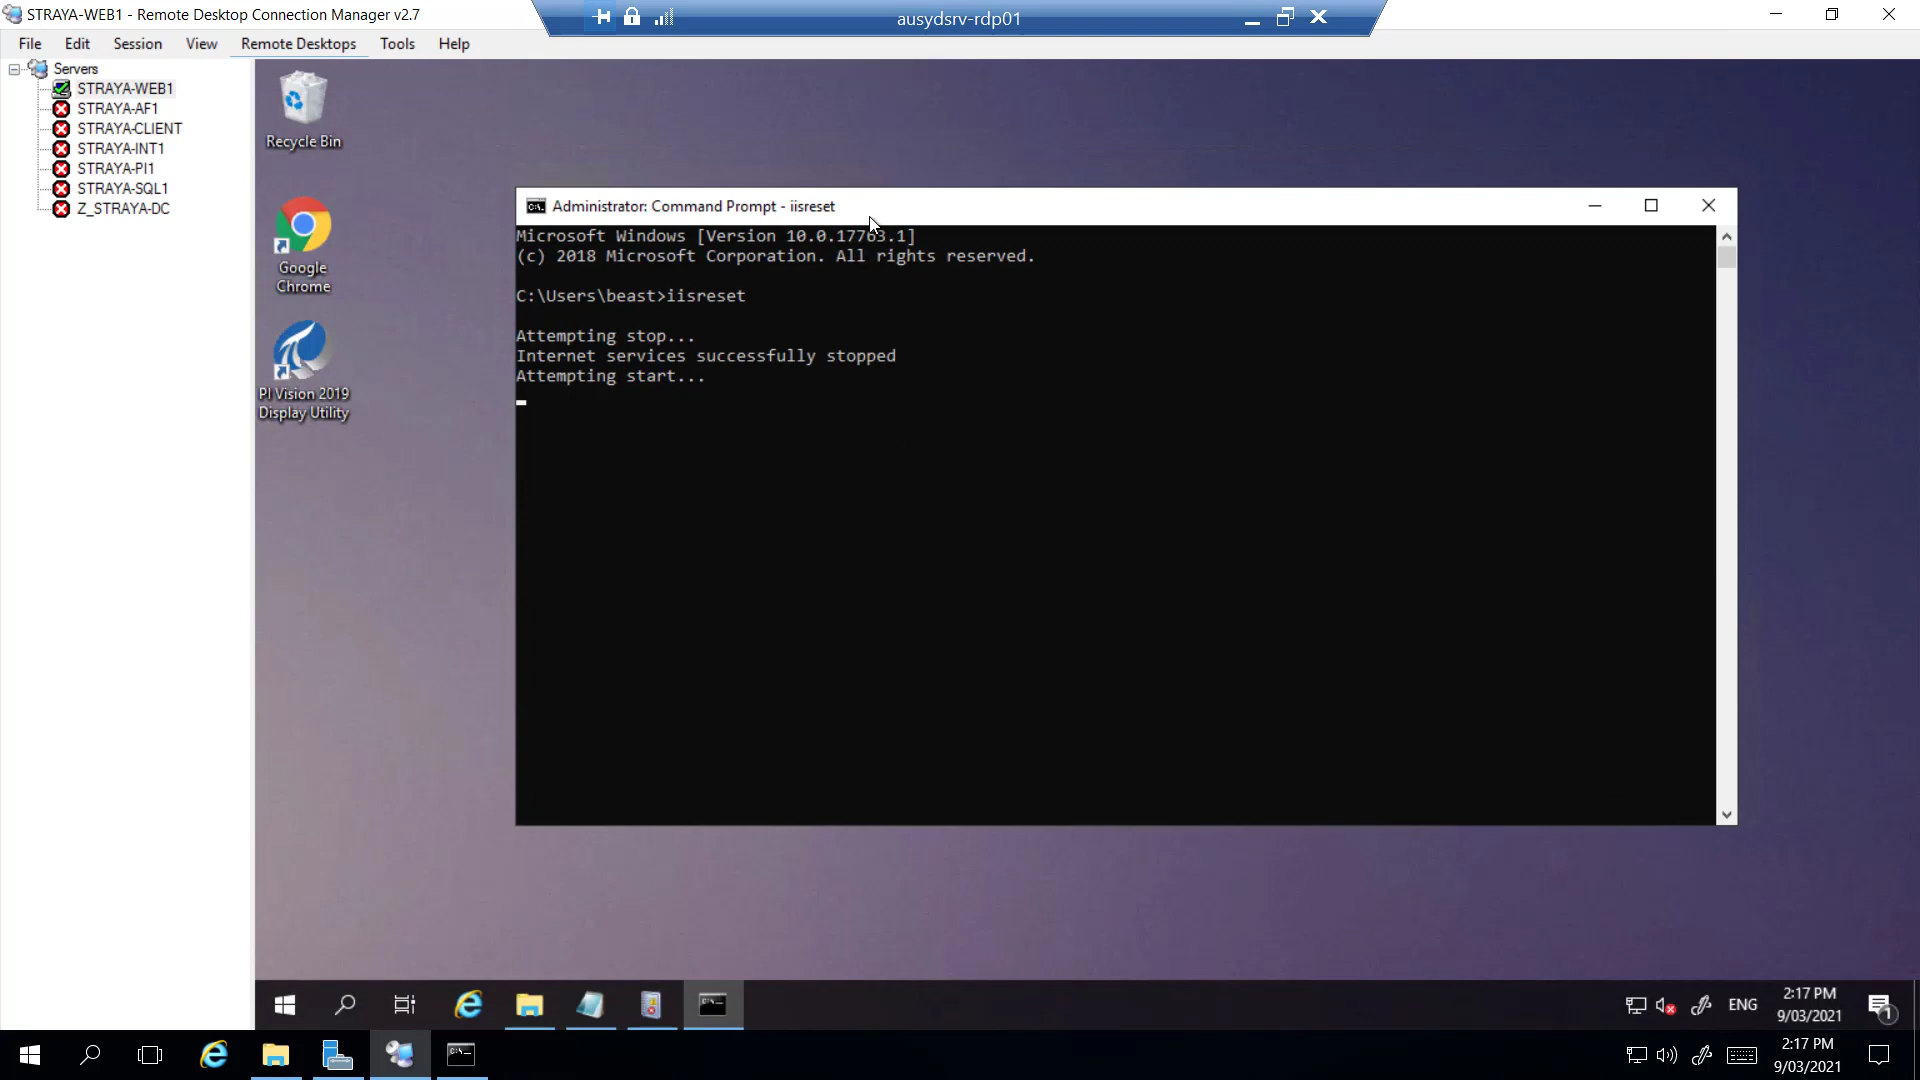 STRAYA-WEB1 - Remote Desktop Connection Manager v2.7
ausydsrv-rdp01
File Edit Session View Remote Desktops Tools Help
Servers
STRAYA-WEB1
STRAYA-AF1
STRAYA-CLIENT
STRAYA-INT1
STRAYA-PI1
STRAYA-SQL1
Z_STRAYA-DC
Recycle Bin
Google
Chrome
PI Vision 2019
Display Utility
Administrator: Command Prompt - iisreset
Microsoft Windows [Version 10.0.17763.1]
(c) 2018 Microsoft Corporation. All rights reserved.
C:\Users\beast>iisreset
Attempting stop...
Internet services successfully stopped
Attempting start...
ENG
2:17 PM
9/03/2021
1
2:17 PM
9/03/2021